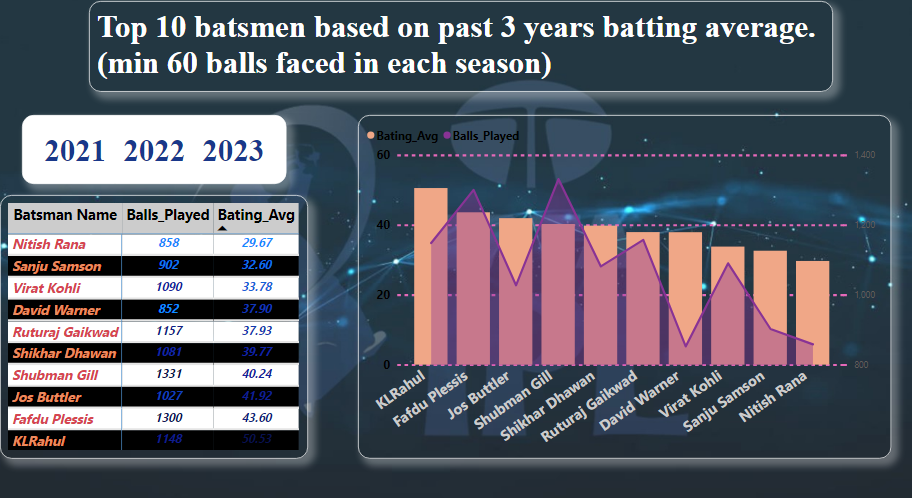 Top 10 batsmen based on past 3 years batting average.
(min 60 balls faced in each season)
2021 2022 2023
Batsman Name Balls_Played Bating_Avg
Nitish Rana 858 29.67
Sanju Samson 902 32.60
Virat Kohli 1090 33.78
David Warner 852 37.90
Ruturaj Gaikwad 1157 37.93
Shikhar Dhawan 1081 39.77
Shubman Gill 1331 40.24
Jos Buttler 1027 41.92
Fafdu Plessis 1300 43.60
KLRahul 1148 50.53
Bating_Avg Balls_Played
60 1,400
40 1,200
20 1,000
0 800
KLRahul
Fafdu Plessis
Jos Buttler
Shubman Gill
Shikhar Dhawan
Ruturaj Gaikwad
David Warner
Virat Kohli
Sanju Samson
Nitish Rana